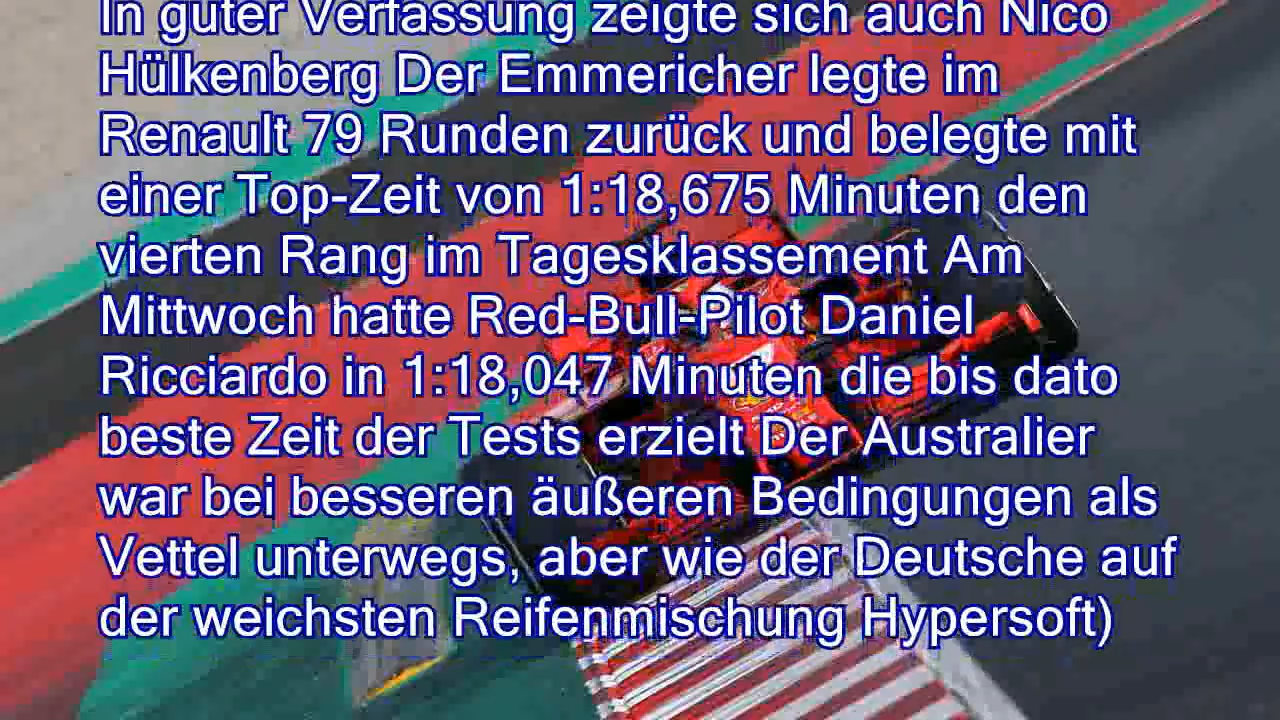 In guter Verfassung zeigte sich auch Nico
Hülkenberg Der Emmericher legte im
Renault 79 Runden zurück und belegte mit
einer Top-Zeit von 1:18,675 Minuten den
vierten Rang im Tagesklassement Am
Mittwoch hatte Red-Bull-Pilot Daniel
Ricciardo in 1:18,047 Minuten die bis dato
beste Zeit der Tests erzielt Der Australier
war bei besseren äußeren Bedingungen als
Vettel unterwegs, aber wie der Deutsche auf
der weichsten Reifenmischung Hypersoft)